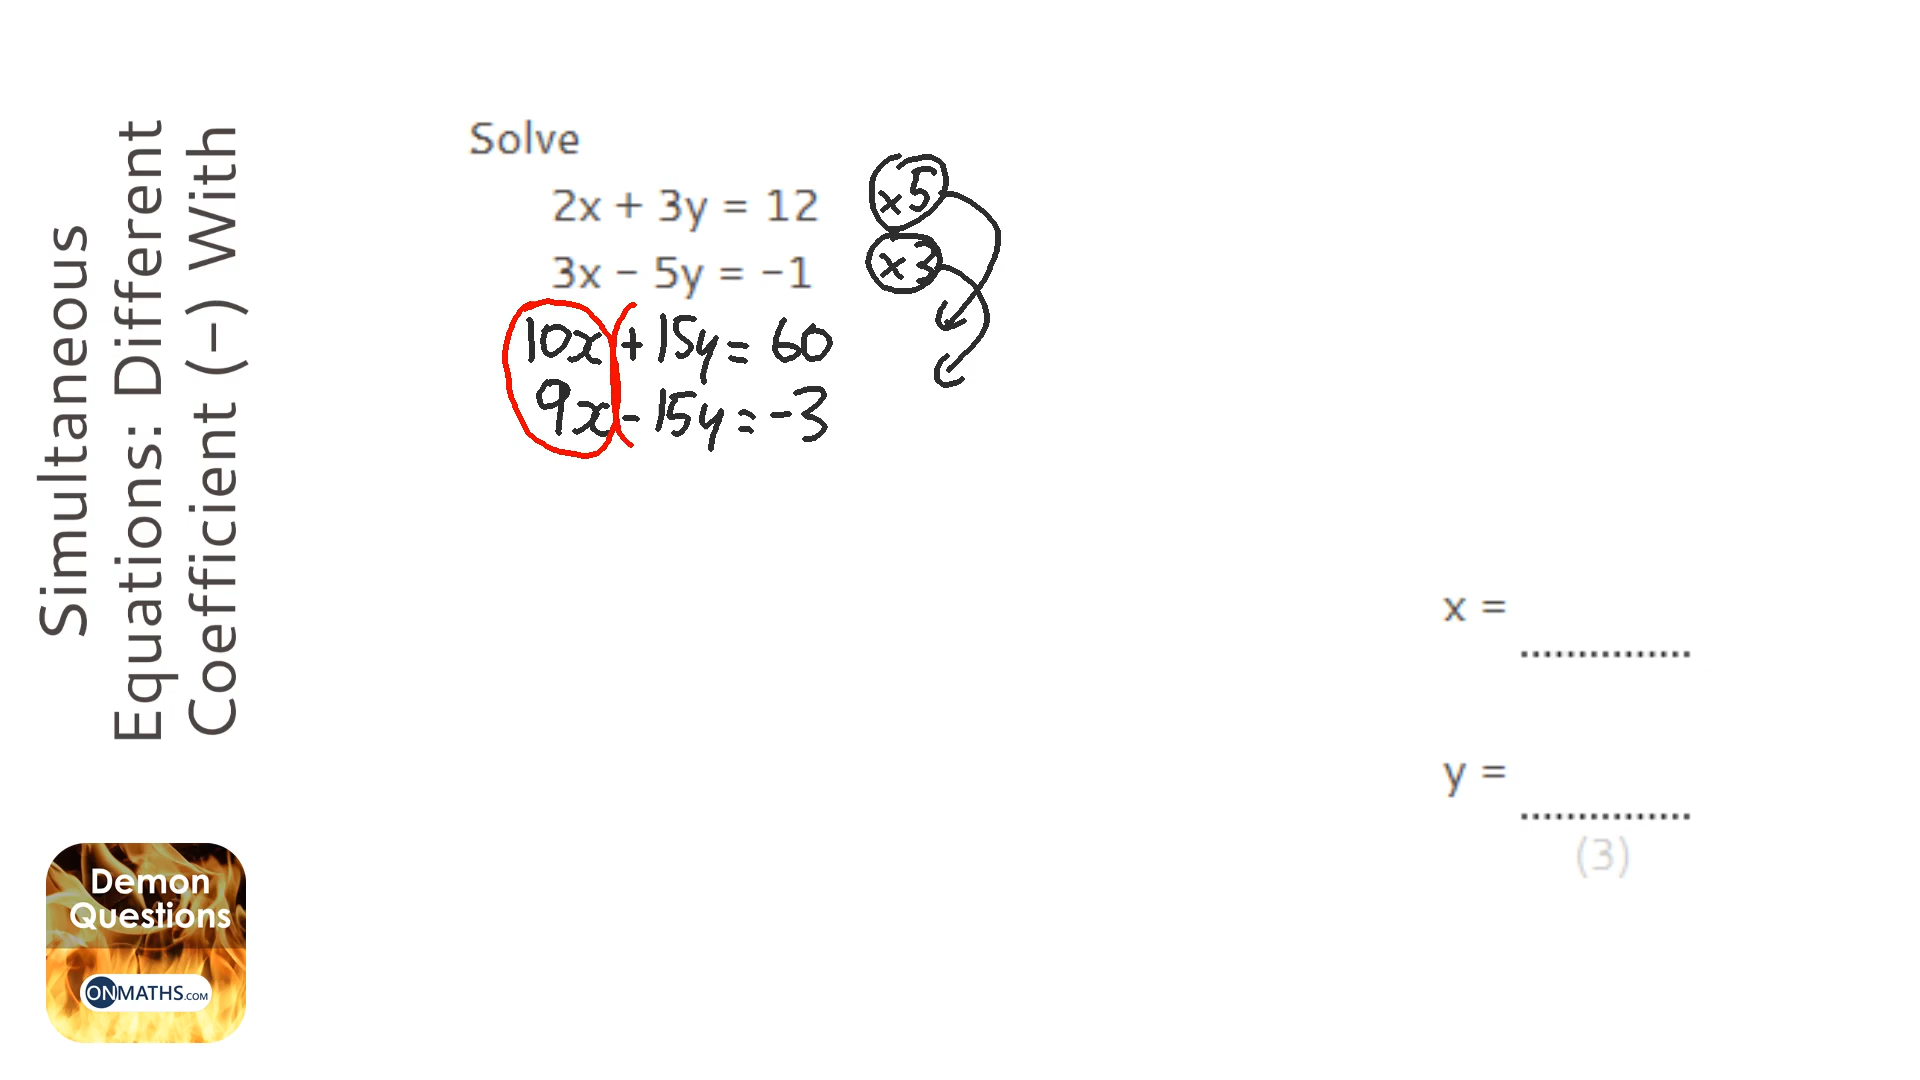 Simultaneous
Equations: Different
Coefficient (-) With
Solve
2x + 3y = 12
×5
3x - 5y = -1
×3
10x + 15y = 60
9x - 15y = -3
x =
...............
y =
...............
(3)
Demon
Questions
ONMATHS.COM